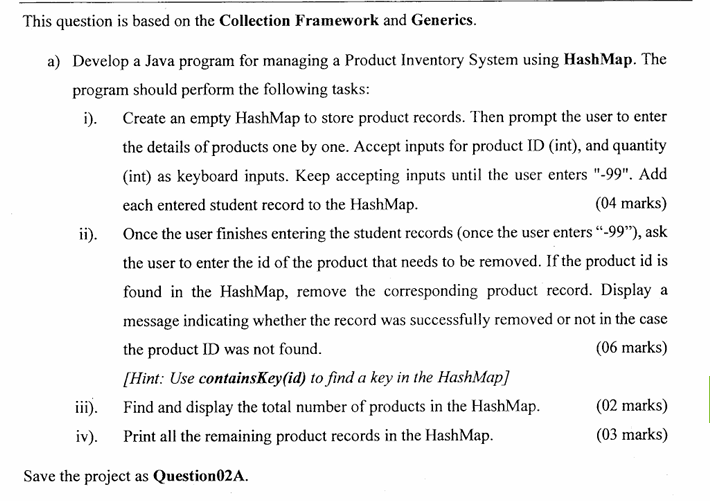 This question is based on the Collection Framework and Generics.
a) Develop a Java program for managing a Product Inventory System using HashMap. The
program should perform the following tasks:
i). Create an empty HashMap to store product records. Then prompt the user to enter
the details of products one by one. Accept inputs for product ID (int), and quantity
(int) as keyboard inputs. Keep accepting inputs until the user enters "-99". Add
each entered student record to the HashMap. (04 marks)
ii). Once the user finishes entering the student records (once the user enters “-99”), ask
the user to enter the id of the product that needs to be removed. If the product id is
found in the HashMap, remove the corresponding product record. Display a
message indicating whether the record was successfully removed or not in the case
the product ID was not found. (06 marks)
[Hint: Use containsKey(id) to find a key in the HashMap]
iii). Find and display the total number of products in the HashMap. (02 marks)
iv). Print all the remaining product records in the HashMap. (03 marks)
Save the project as Question02A.